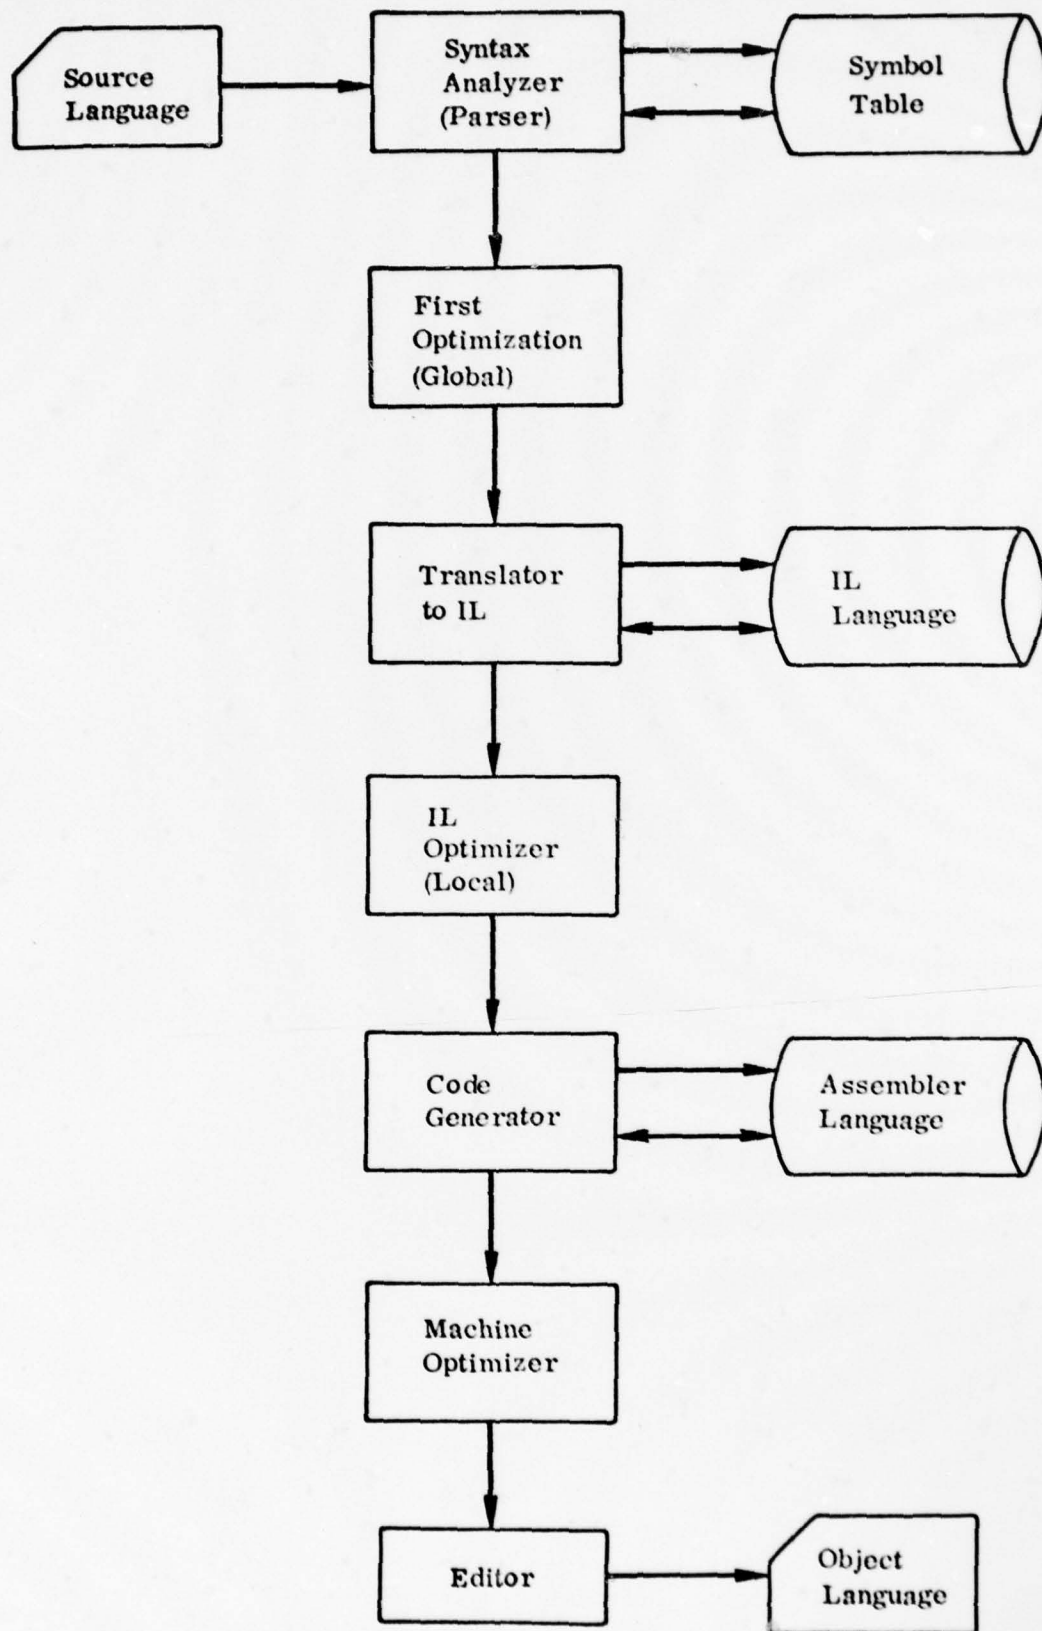 Source
Language
Syntax
Analyzer
(Parser)
Symbol
Table
First
Optimization
(Global)
Translator
to IL
IL
Language
IL
Optimizer
(Local)
Code
Generator
Assembler
Language
Machine
Optimizer
Editor
Object
Language